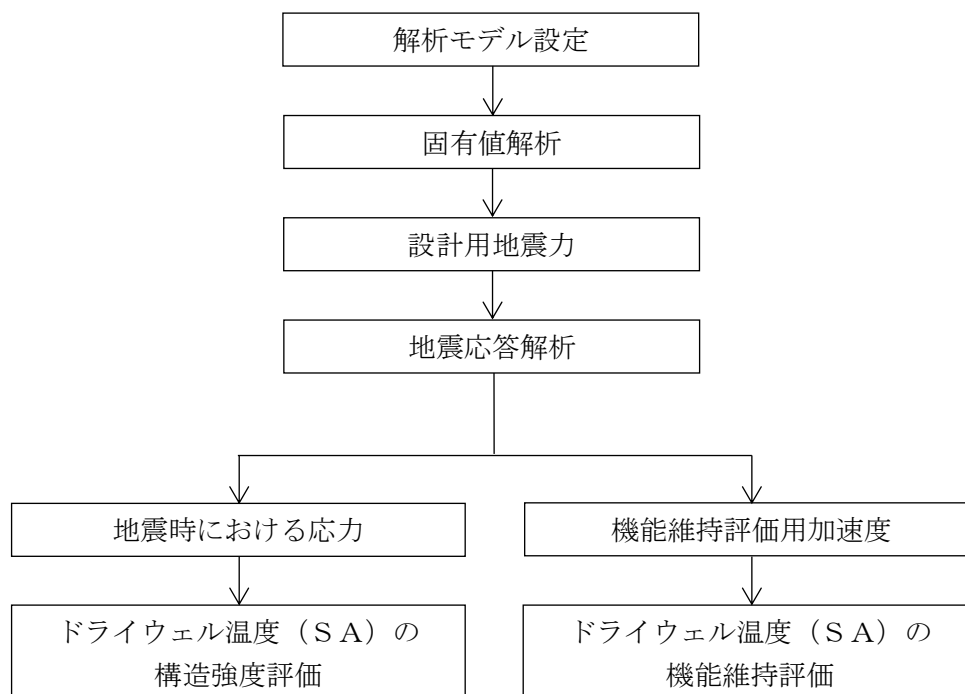 解析モデル設定
固有値解析
設計用地震力
地震応答解析
地震時における応力
機能維持評価用加速度
ドライウェル温度（ＳＡ）の
構造強度評価
ドライウェル温度（ＳＡ）の
機能維持評価